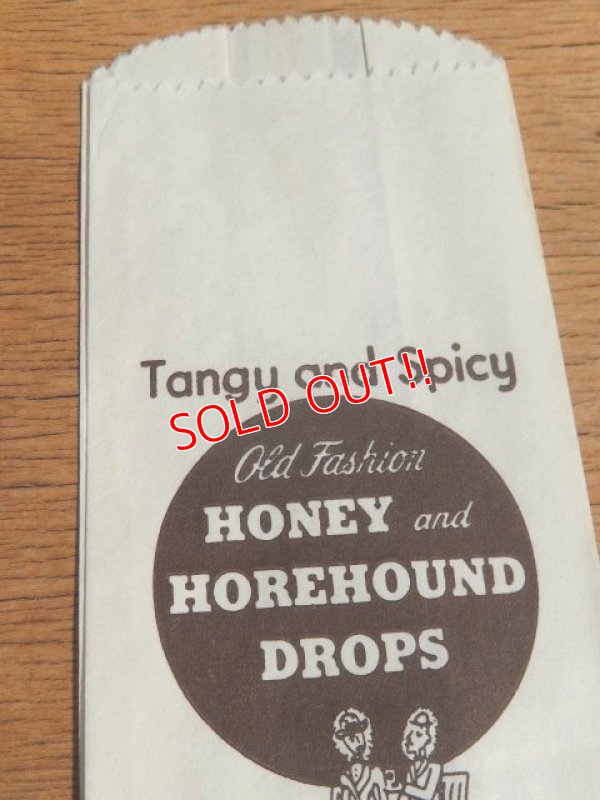 Tangy and Spicy
SOLD OUT!!
Old Fashion
HONEY and
HOREHOUND
DROPS